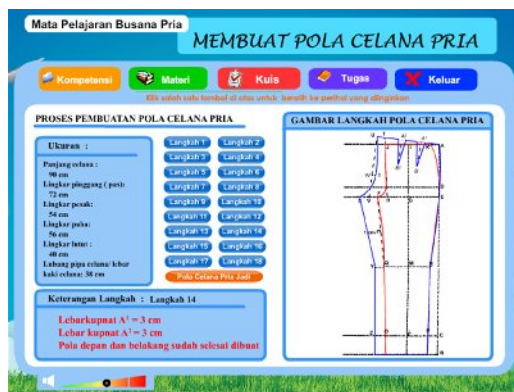 Mata Pelajaran Busana Pria
MEMBUAT POLA CELANA PRIA
Kompetensi
Materi
Kuis
Tugas
Keluar
Klik salah satu tombol di atas untuk beralih ke perihal yang diinginkan
PROSES PEMBUATAN POLA CELANA PRIA
Ukuran :
Panjang celana :
90 cm
Lingkar pinggang ( pas):
72 cm
Lingkar pesak:
54 cm
Lingkar paha:
56 cm
Lingkar lutut :
40 cm
Lubang pipa celana/ lebar
kaki celana: 38 cm
Langkah 1
Langkah 2
Langkah 3
Langkah 4
Langkah 5
Langkah 6
Langkah 7
Langkah 8
Langkah 9
Langkah 10
Langkah 11
Langkah 12
Langkah 13
Langkah 14
Langkah 15
Langkah 16
Langkah 17
Langkah 18
Pola Celana Pria Jadi
Keterangan Langkah : Langkah 14
Lebarkupnat A¹ = 3 cm
Lebar kupnat A² = 3 cm
Pola depan dan belakang sudah selesai dibuat
GAMBAR LANGKAH POLA CELANA PRIA